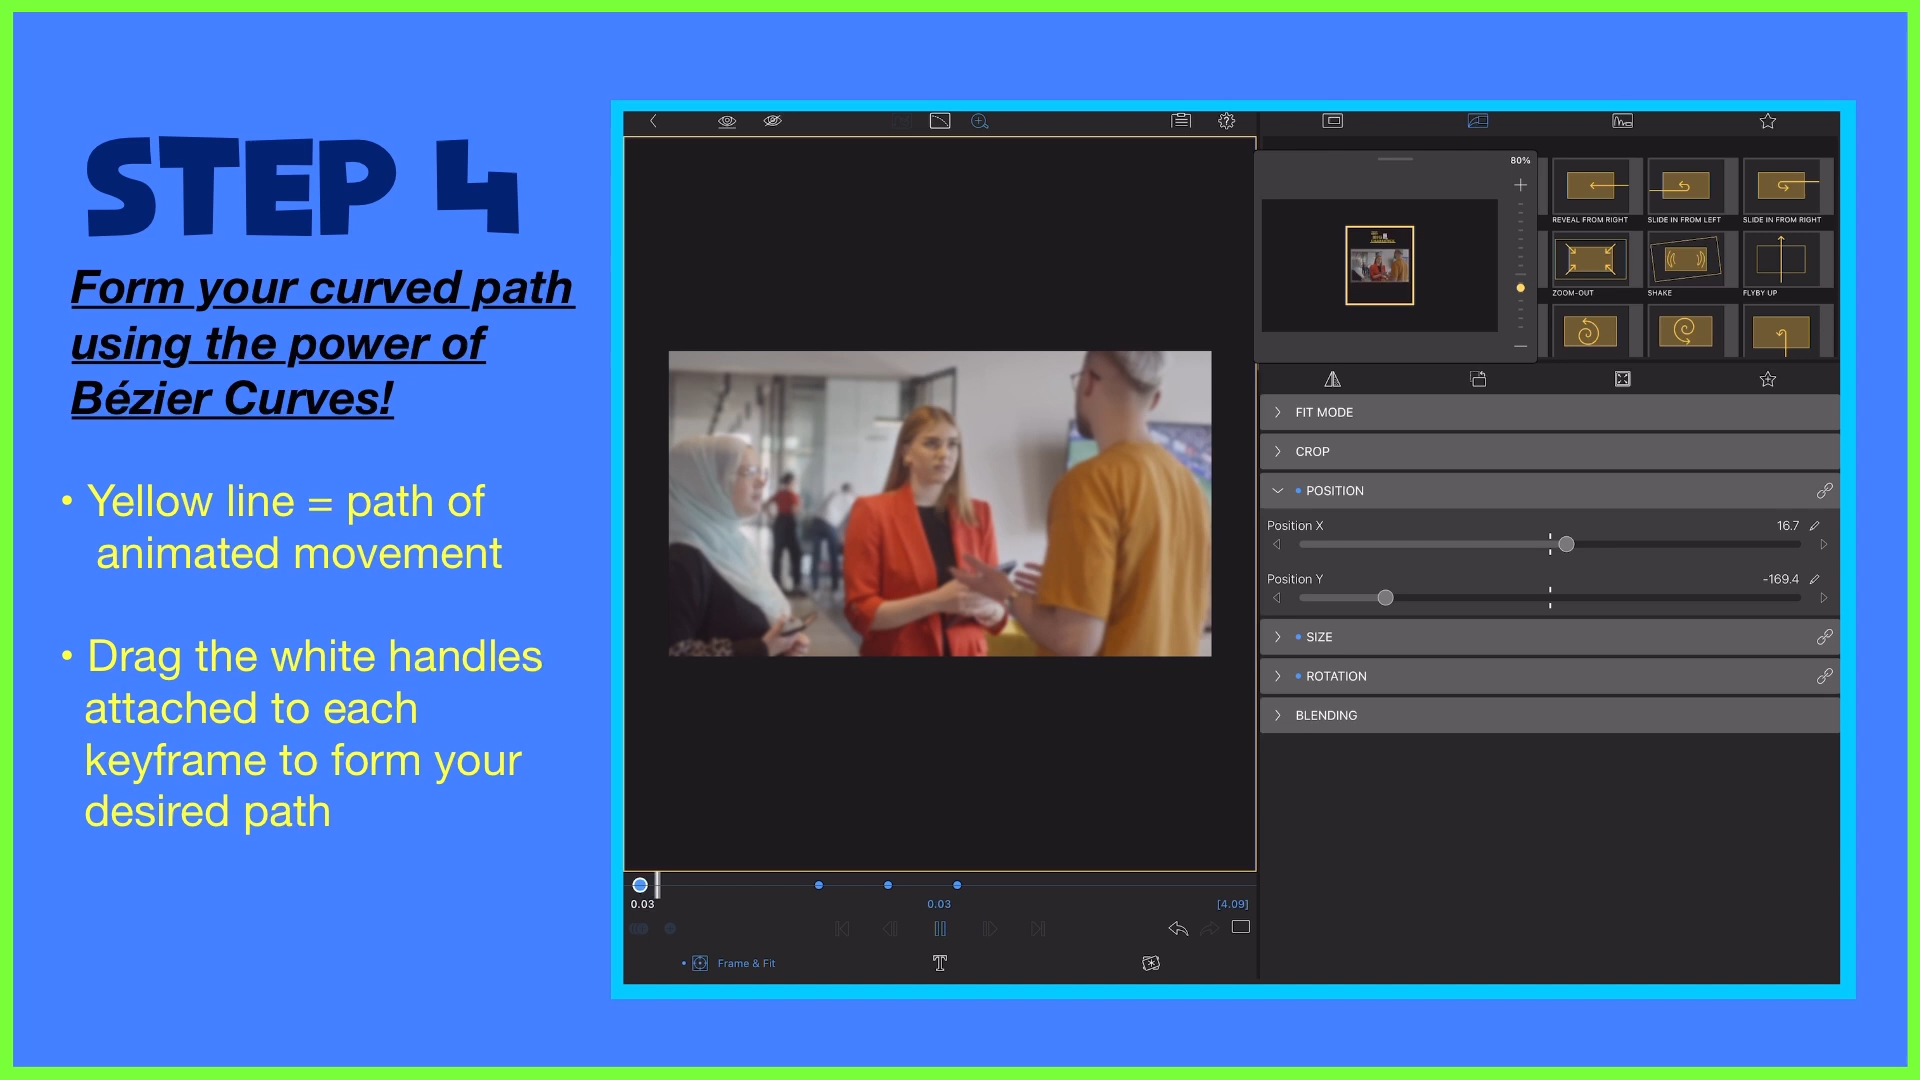 STEP 4
Form your curved path
using the power of
Bézier Curves!
• Yellow line = path of
animated movement
• Drag the white handles
attached to each
keyframe to form your
desired path
80%
REVEAL FROM RIGHT
SLIDE IN FROM LEFT
SLIDE IN FROM RIGHT
ZOOM-OUT
SHAKE
FLYBY UP
FIT MODE
CROP
POSITION
Position X
16.7
Position Y
-169.4
SIZE
ROTATION
BLENDING
0.03
0.03
[4.09]
Frame & Fit